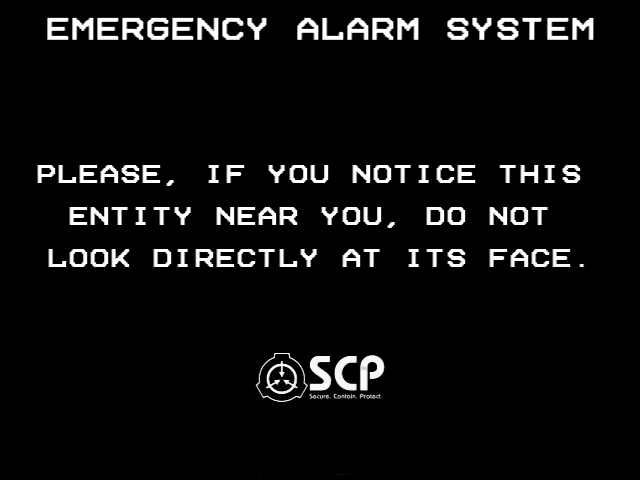 EMERGENCY ALARM SYSTEM
PLEASE, IF YOU NOTICE THIS
ENTITY NEAR YOU, DO NOT
LOOK DIRECTLY AT ITS FACE.
SCP
Secure. Contain. Protect.